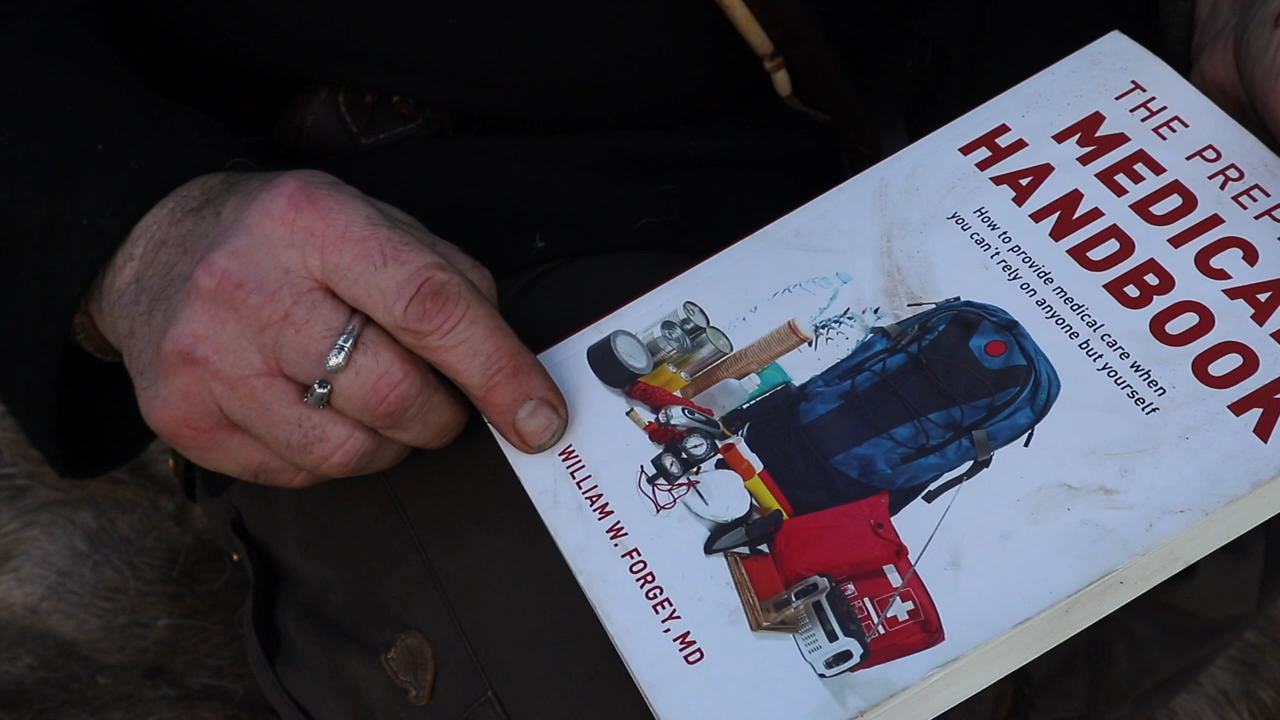 THE PREP
MEDICA
HANDBOOK
How to provide medical care when
you can't rely on anyone but yourself
WILLIAM W. FORGEY, MD